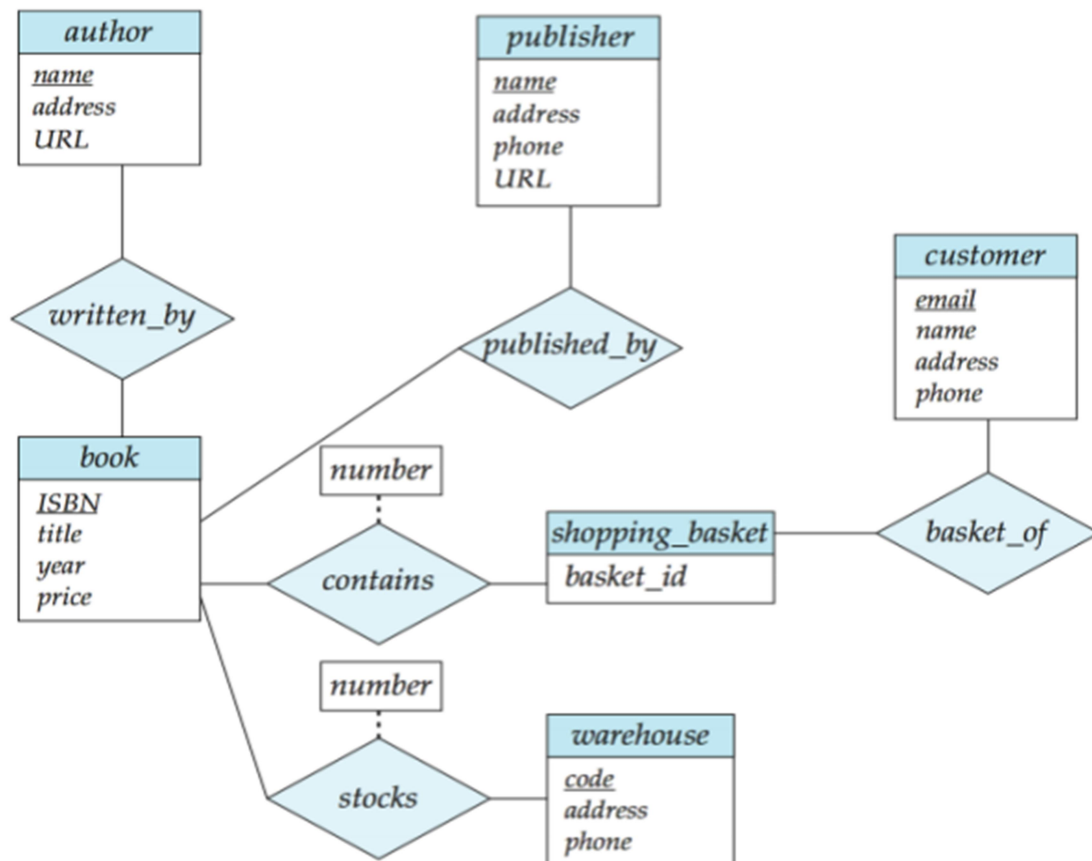 author
name
address
URL
publisher
name
address
phone
URL
customer
email
name
address
phone
written_by
published_by
book
ISBN
title
year
price
number
contains
shopping_basket
basket_id
basket_of
number
stocks
warehouse
code
address
phone